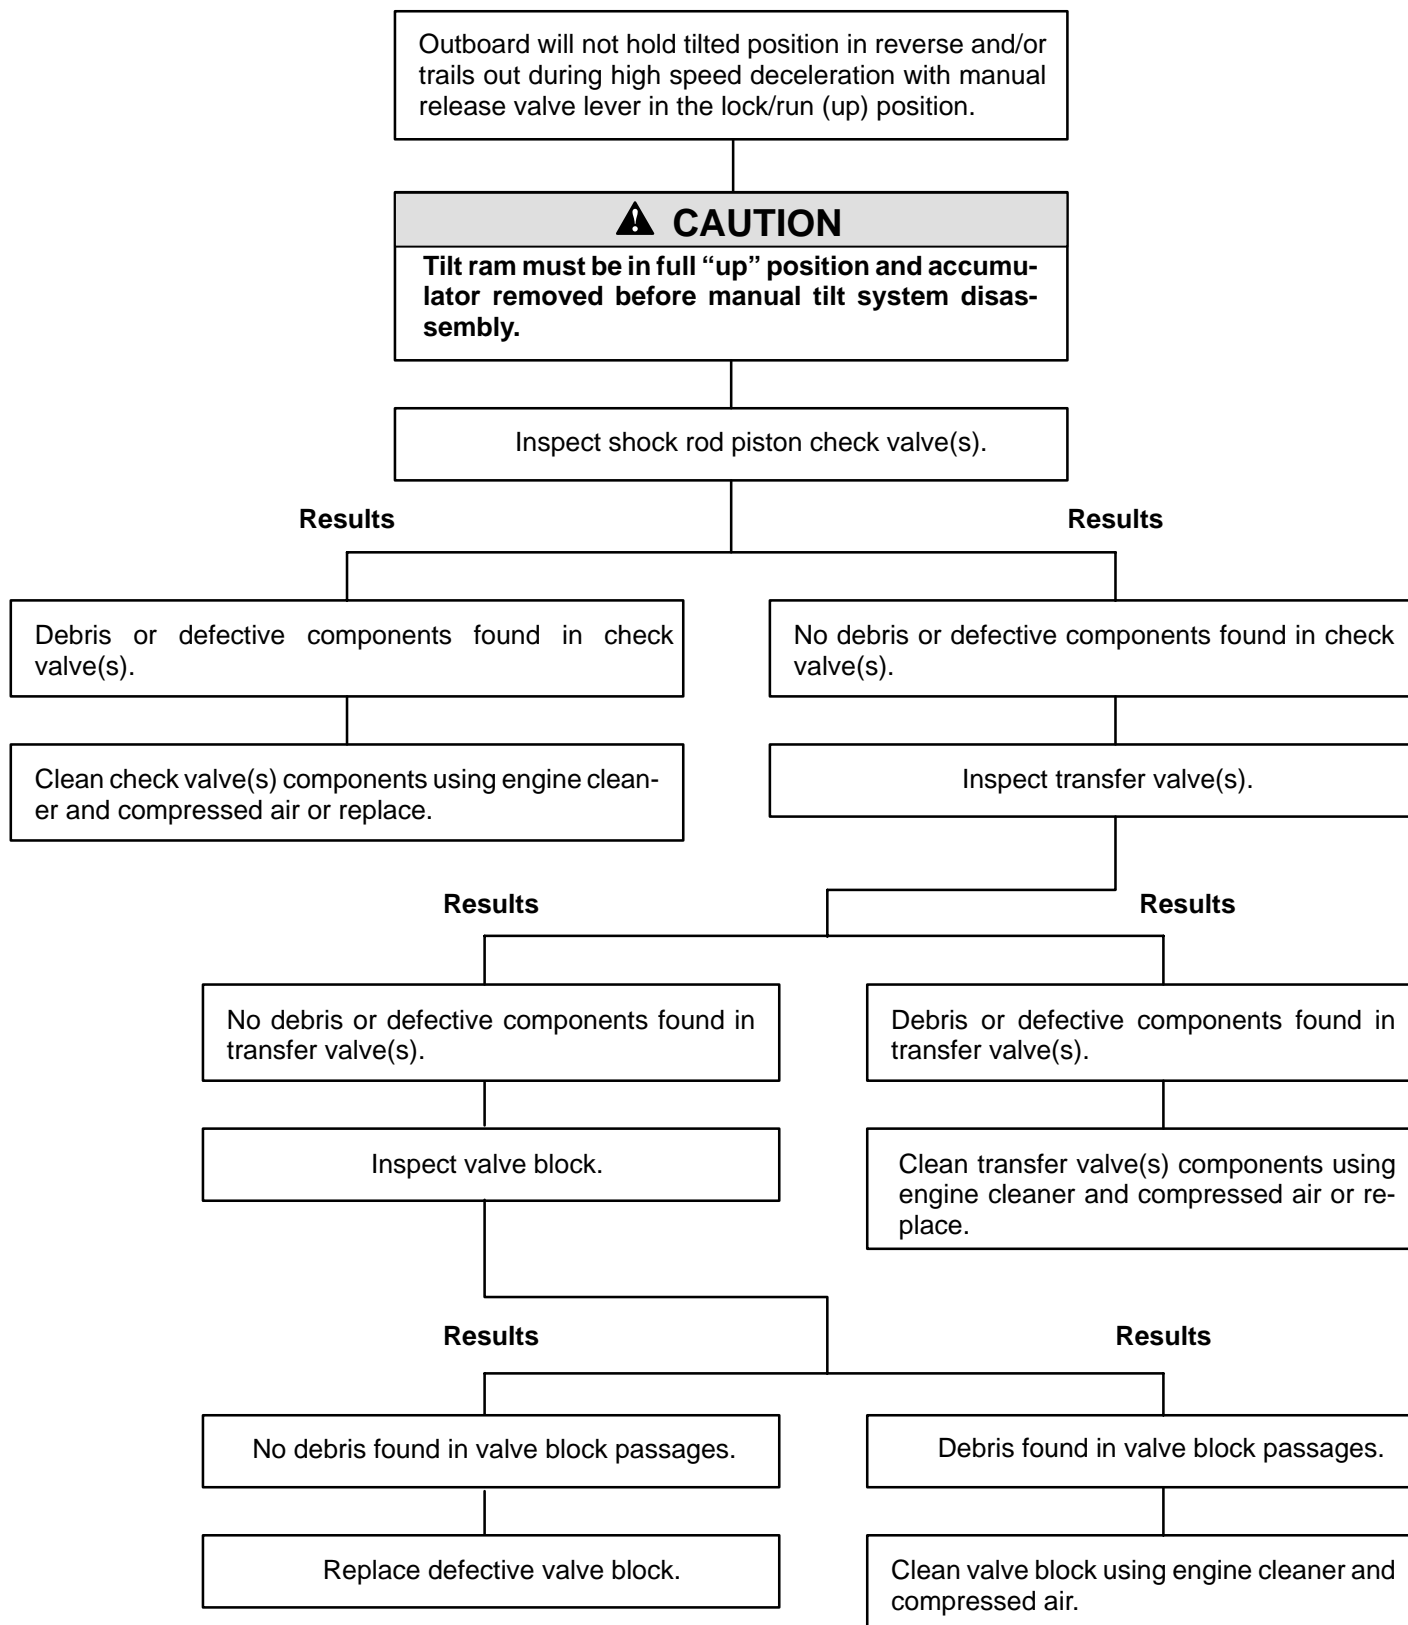 Outboard will not hold tilted position in reverse and/or
trails out during high speed deceleration with manual
release valve lever in the lock/run (up) position.
CAUTION
Tilt ram must be in full “up” position and accumu-
lator removed before manual tilt system disas-
sembly.
Inspect shock rod piston check valve(s).
Results
Results
Debris or defective components found in check
valve(s).
No debris or defective components found in check
valve(s).
Clean check valve(s) components using engine clean-
er and compressed air or replace.
Inspect transfer valve(s).
Results
Results
No debris or defective components found in
transfer valve(s).
Debris or defective components found in
transfer valve(s).
Inspect valve block.
Clean transfer valve(s) components using
engine cleaner and compressed air or re-
place.
Results
Results
No debris found in valve block passages.
Debris found in valve block passages.
Replace defective valve block.
Clean valve block using engine cleaner and
compressed air.